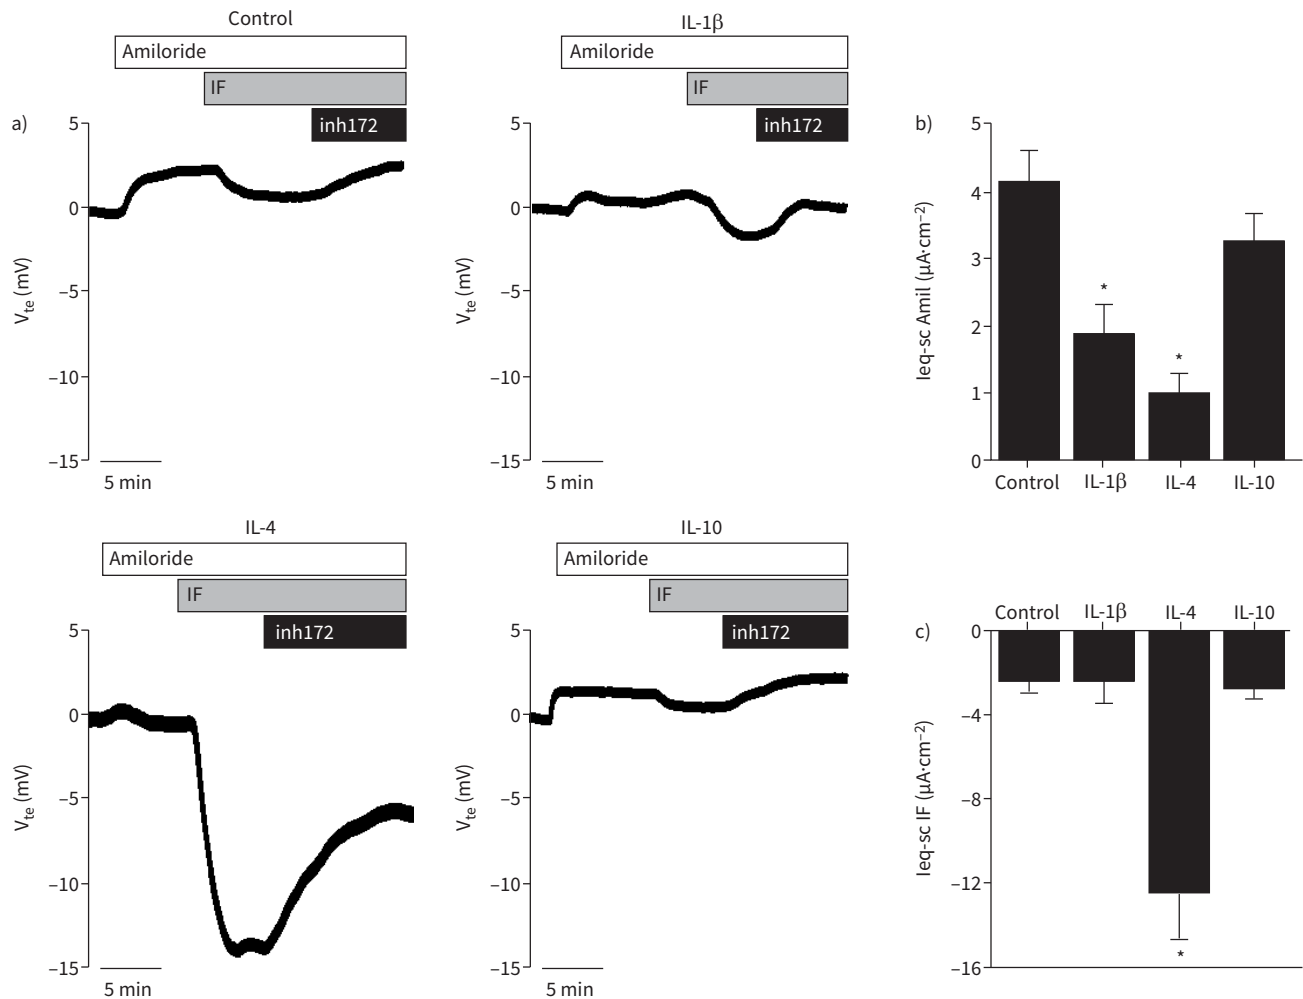 a)
Control
Amiloride
IF
inh172
5
0
–5
–10
–15
Vte (mV)
5 min
IL-1β
Amiloride
IF
inh172
5
0
–5
–10
–15
Vte (mV)
5 min
IL-4
Amiloride
IF
inh172
5
0
–5
–10
–15
Vte (mV)
5 min
IL-10
Amiloride
IF
inh172
5
0
–5
–10
–15
Vte (mV)
5 min
b)
5
4
3
2
1
0
Ieq-sc Amil (µA·cm⁻²)
*
*
Control IL-1β IL-4 IL-10
c)
Control IL-1β IL-4 IL-10
0
–4
–8
–12
–16
Ieq-sc IF (µA·cm⁻²)
*